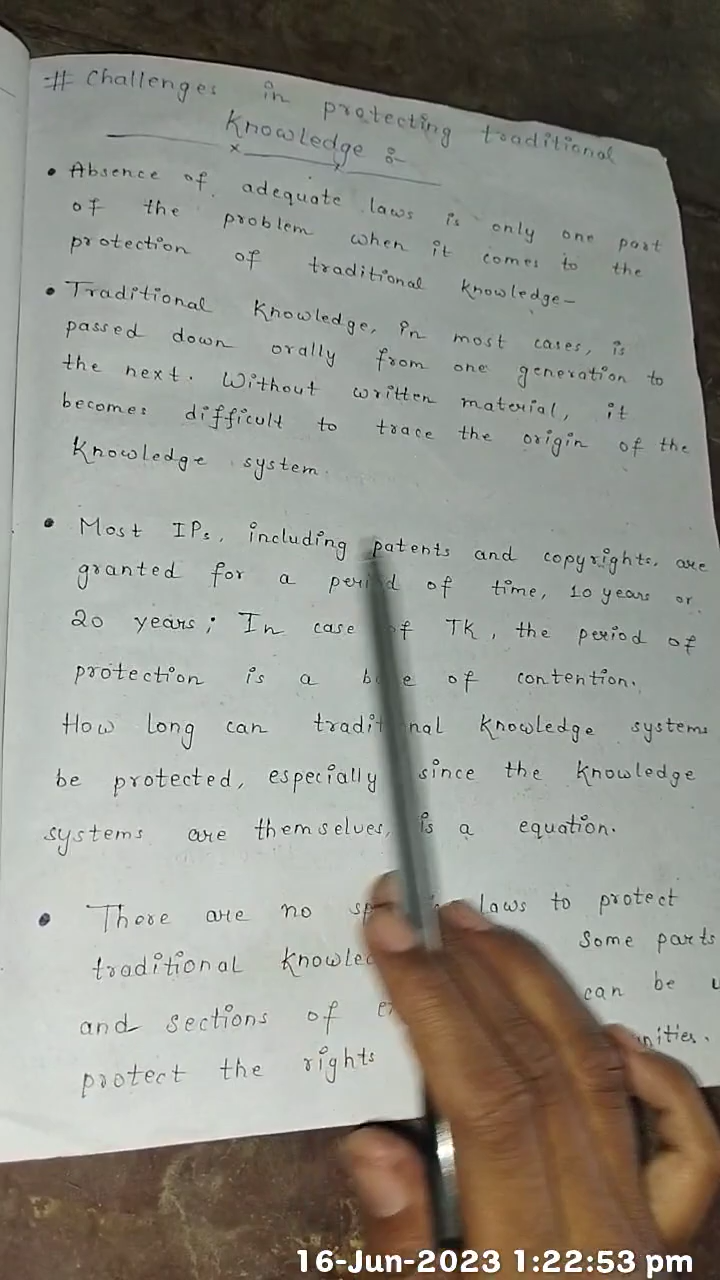 # Challenges in protecting traditional
Knowledge :-
• Absence of adequate laws is only one part
of the problem when it comes to the
protection of traditional knowledge-
• Traditional Knowledge, in most cases, is
passed down orally from one generation to
the next. Without written material, it
becomes difficult to trace the origin of the
Knowledge system.
• Most IPs, including patents and copyrights, are
granted for a period of time, 10 years or
20 years; In case of TK, the period of
protection is a of contention.
How long can traditional Knowledge systems
be protected, especially since the Knowledge
systems are themselves, is a equation.
• There are no laws to protect
traditional Some parts
and sections of can be
protect the rights
16-Jun-2023 1:22:53 pm